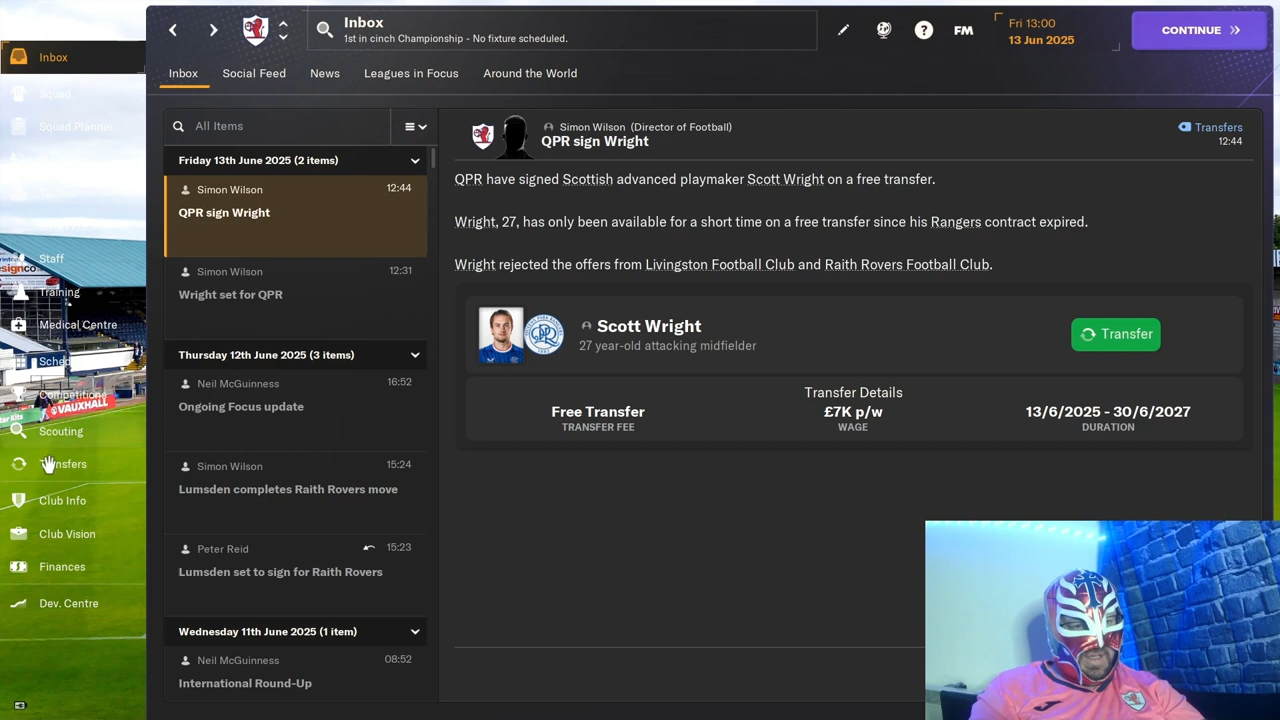 Inbox
1st in cinch Championship - No fixture scheduled.
FM
Fri 13:00
13 Jun 2025
CONTINUE
Inbox
Social Feed
News
Leagues in Focus
Around the World
Inbox
Squad
Squad Planner
Staff
Training
Medical Centre
Competitions
Scouting
Club Info
Club Vision
Finances
Dev. Centre
VAUXHALL
All Items
Friday 13th June 2025 (2 items)
Simon Wilson 12:44
QPR sign Wright
Simon Wilson 12:31
Wright set for QPR
Thursday 12th June 2025 (3 items)
Neil McGuinness 16:52
Ongoing Focus update
Simon Wilson 15:24
Lumsden completes Raith Rovers move
Peter Reid 15:23
Lumsden set to sign for Raith Rovers
Wednesday 11th June 2025 (1 item)
Neil McGuinness 08:52
International Round-Up
Simon Wilson (Director of Football)
QPR sign Wright
Transfers
12:44
QPR have signed Scottish advanced playmaker Scott Wright on a free transfer.
Wright, 27, has only been available for a short time on a free transfer since his Rangers contract expired.
Wright rejected the offers from Livingston Football Club and Raith Rovers Football Club.
Scott Wright
27 year-old attacking midfielder
Transfer
Transfer Details
Free Transfer
TRANSFER FEE
£7K p/w
WAGE
13/6/2025 - 30/6/2027
DURATION